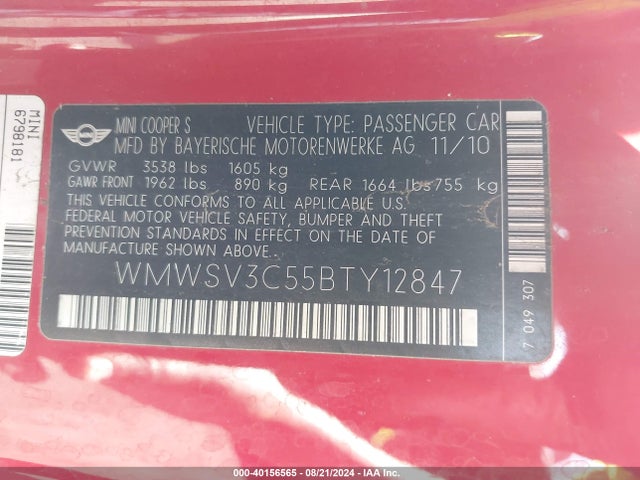 MINI
6798181
MINI
MINI COOPER S VEHICLE TYPE: PASSENGER CAR
MFD BY BAYERISCHE MOTORENWERKE AG 11/10
GVWR 3538 lbs 1605 kg
GAWR FRONT 1962 lbs 890 kg REAR 1664 lbs 755 kg
THIS VEHICLE CONFORMS TO ALL APPLICABLE U.S.
FEDERAL MOTOR VEHICLE SAFETY, BUMPER AND THEFT
PREVENTION STANDARDS IN EFFECT ON THE DATE OF
MANUFACTURE SHOWN ABOVE.
WMWSV3C55BTY12847
7 049 307
000-40156565 - 08/21/2024 - IAA Inc.